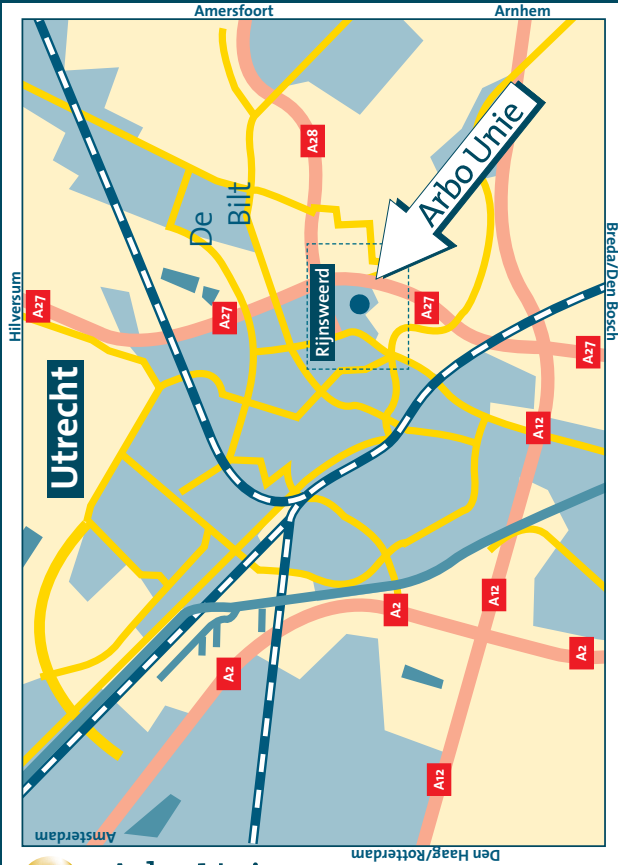 Amersfoort
Arnhem
A28
Arbo Unie
De
Bilt
Hilversum
A27
A27
Rijnsweerd
A27
Breda/Den Bosch
A27
Utrecht
A12
A12
A2
A2
A2
A12
Amsterdam
Den Haag/Rotterdam